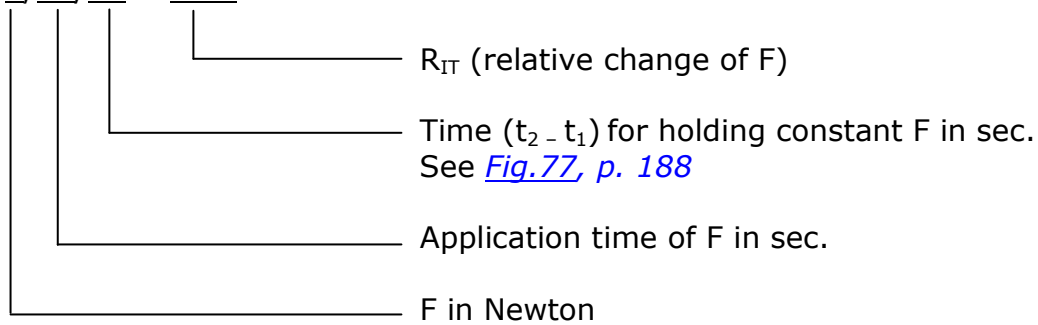 R_IT (relative change of F)
Time (t₂ ₋ t₁) for holding constant F in sec.
See Fig.77, p. 188
Application time of F in sec.
F in Newton